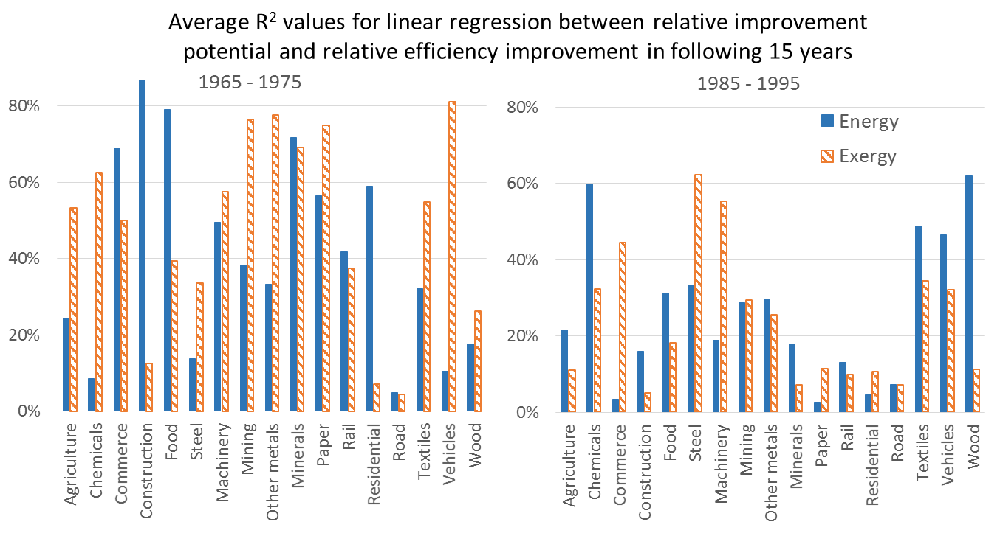 Average R² values for linear regression between relative improvement
potential and relative efficiency improvement in following 15 years
1965 - 1975
80%
60%
40%
20%
0%
Agriculture
Chemicals
Commerce
Construction
Food
Steel
Machinery
Mining
Other metals
Minerals
Paper
Rail
Residential
Road
Textiles
Vehicles
Wood
1985 - 1995
Energy
Exergy
80%
60%
40%
20%
0%
Agriculture
Chemicals
Commerce
Construction
Food
Steel
Machinery
Mining
Other metals
Minerals
Paper
Rail
Residential
Road
Textiles
Vehicles
Wood